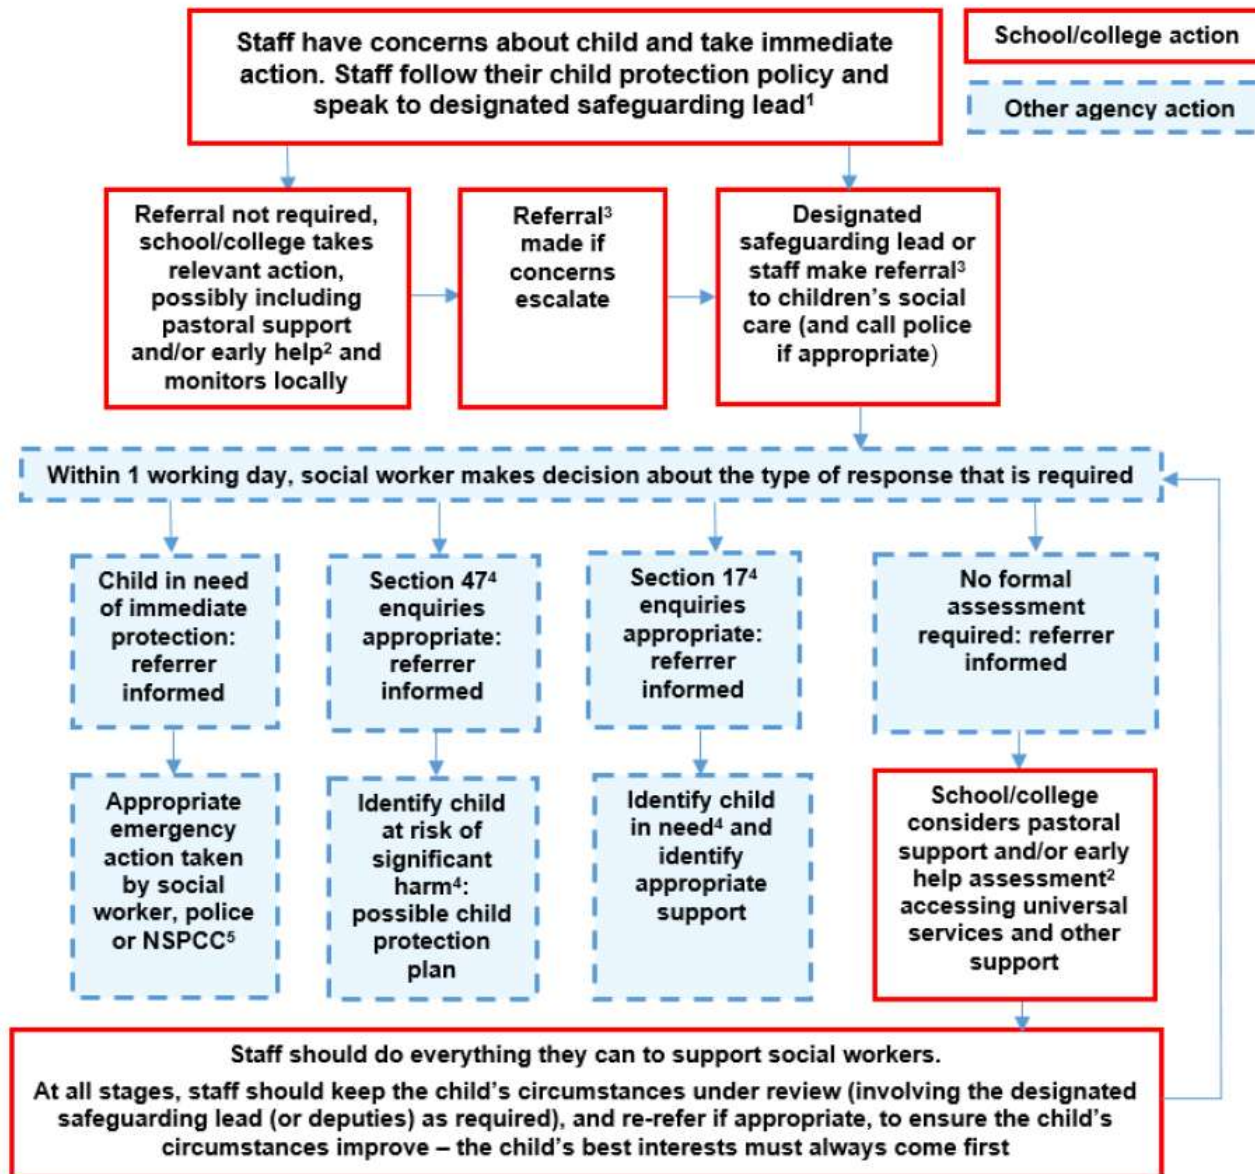 Staff have concerns about child and take immediate
action. Staff follow their child protection policy and
speak to designated safeguarding lead¹
School/college action
Other agency action
Referral not required,
school/college takes
relevant action,
possibly including
pastoral support
and/or early help² and
monitors locally
Referral³
made if
concerns
escalate
Designated
safeguarding lead or
staff make referral³
to children’s social
care (and call police
if appropriate)
Within 1 working day, social worker makes decision about the type of response that is required
Child in need
of immediate
protection:
referrer
informed
Section 47⁴
enquiries
appropriate:
referrer
informed
Section 17⁴
enquiries
appropriate:
referrer
informed
No formal
assessment
required: referrer
informed
Appropriate
emergency
action taken
by social
worker, police
or NSPCC⁵
Identify child
at risk of
significant
harm⁴:
possible child
protection
plan
Identify child
in need⁴ and
identify
appropriate
support
School/college
considers pastoral
support and/or early
help assessment²
accessing universal
services and other
support
Staff should do everything they can to support social workers.
At all stages, staff should keep the child’s circumstances under review (involving the designated
safeguarding lead (or deputies) as required), and re-refer if appropriate, to ensure the child’s
circumstances improve – the child’s best interests must always come first